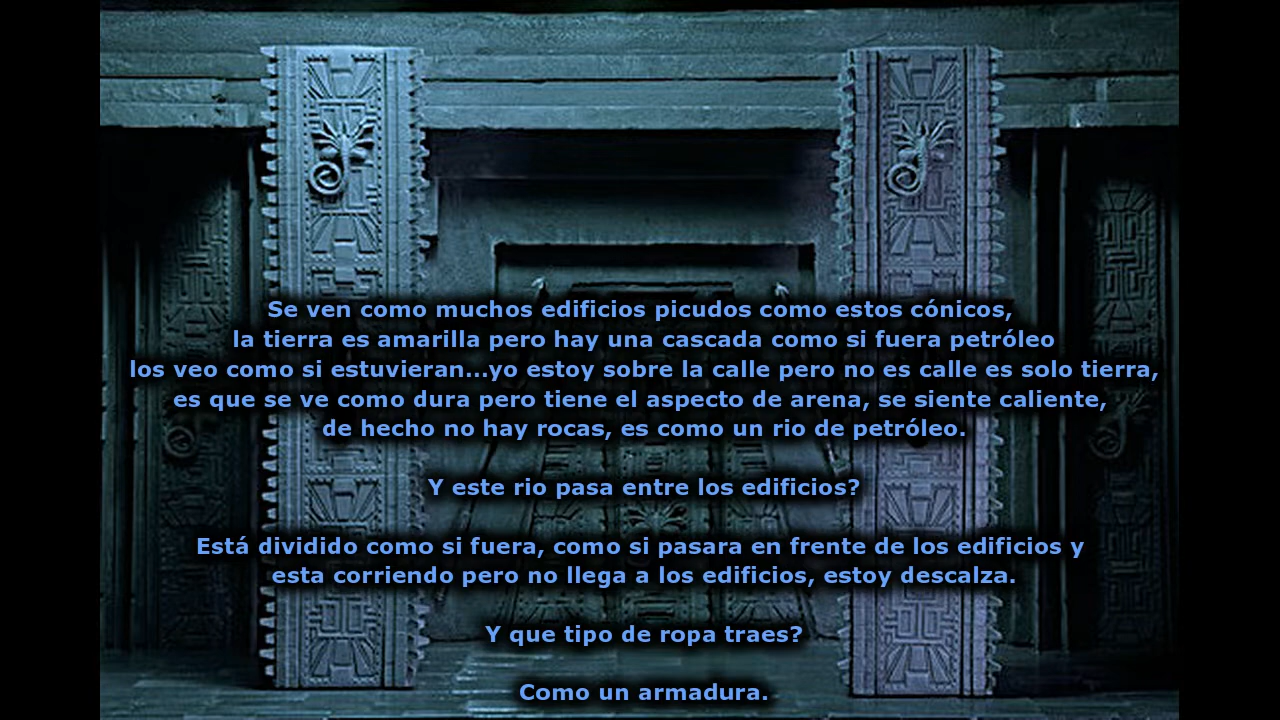 Se ven como muchos edificios picudos como estos cónicos,
la tierra es amarilla pero hay una cascada como si fuera petróleo
los veo como si estuvieran...yo estoy sobre la calle pero no es calle es solo tierra,
es que se ve como dura pero tiene el aspecto de arena, se siente caliente,
de hecho no hay rocas, es como un rio de petróleo.
Y este rio pasa entre los edificios?
Está dividido como si fuera, como si pasara en frente de los edificios y
esta corriendo pero no llega a los edificios, estoy descalza.
Y que tipo de ropa traes?
Como un armadura.